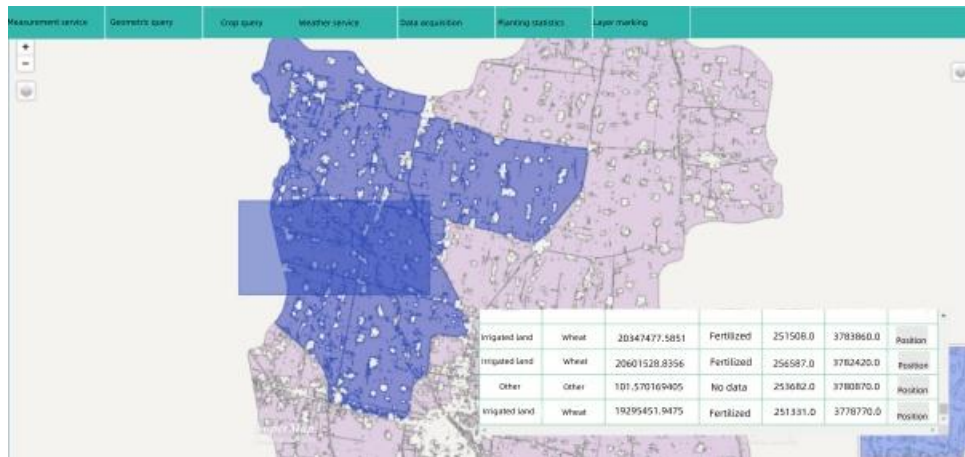 Measurement service Geometric query Crop query Weather service Data acquisition Planting statistics Layer marking
+
−
Irrigated land Wheat 20347477.5851 Fertilized 251508.0 3783860.0 Position
Irrigated land Wheat 20601528.8356 Fertilized 256587.0 3782420.0 Position
Other Other 101.570169405 No data 253682.0 3780870.0 Position
Irrigated land Wheat 19295451.9475 Fertilized 251331.0 3778770.0 Position